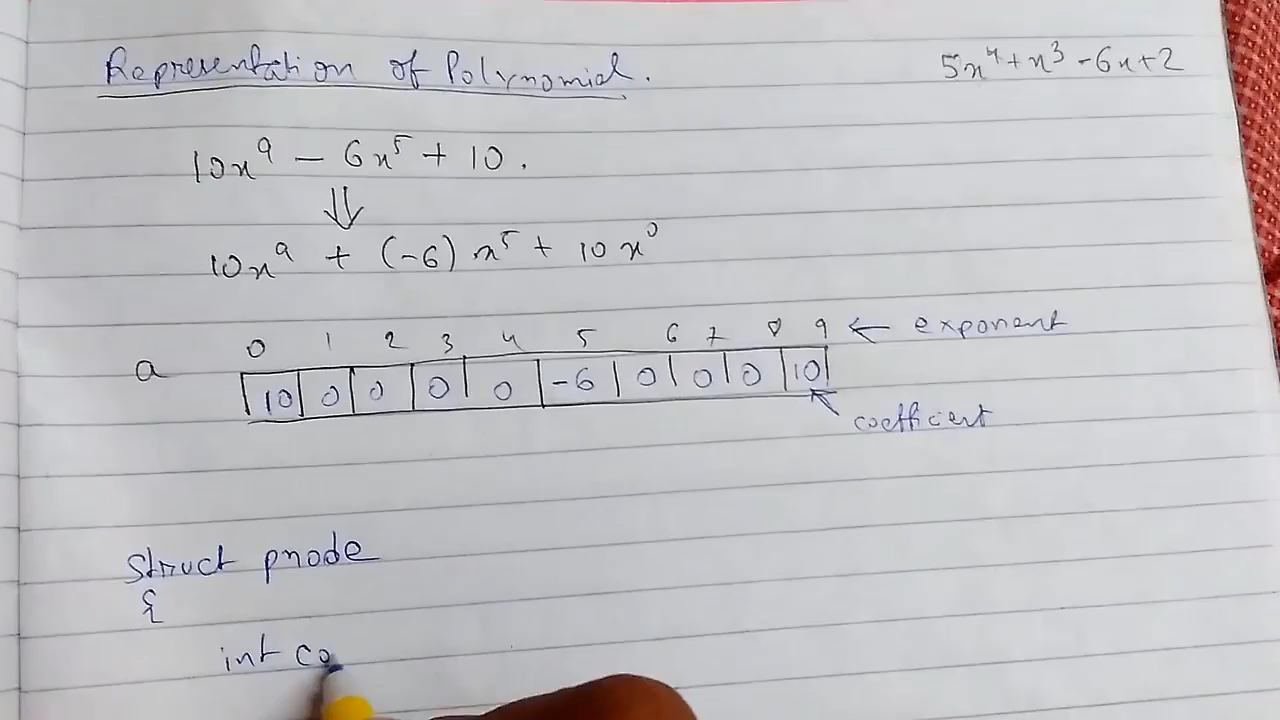 Representation of Polynomial.
5x⁴+x³-6x+2
10x⁹ - 6x⁵ + 10.
⇓
10x⁹ + (-6) x⁵ + 10x⁰
0 1 2 3 4 5 6 7 8 9 ← exponent
a 10 0 0 0 0 -6 0 0 0 10
coefficient
Struct pnode
{
int co